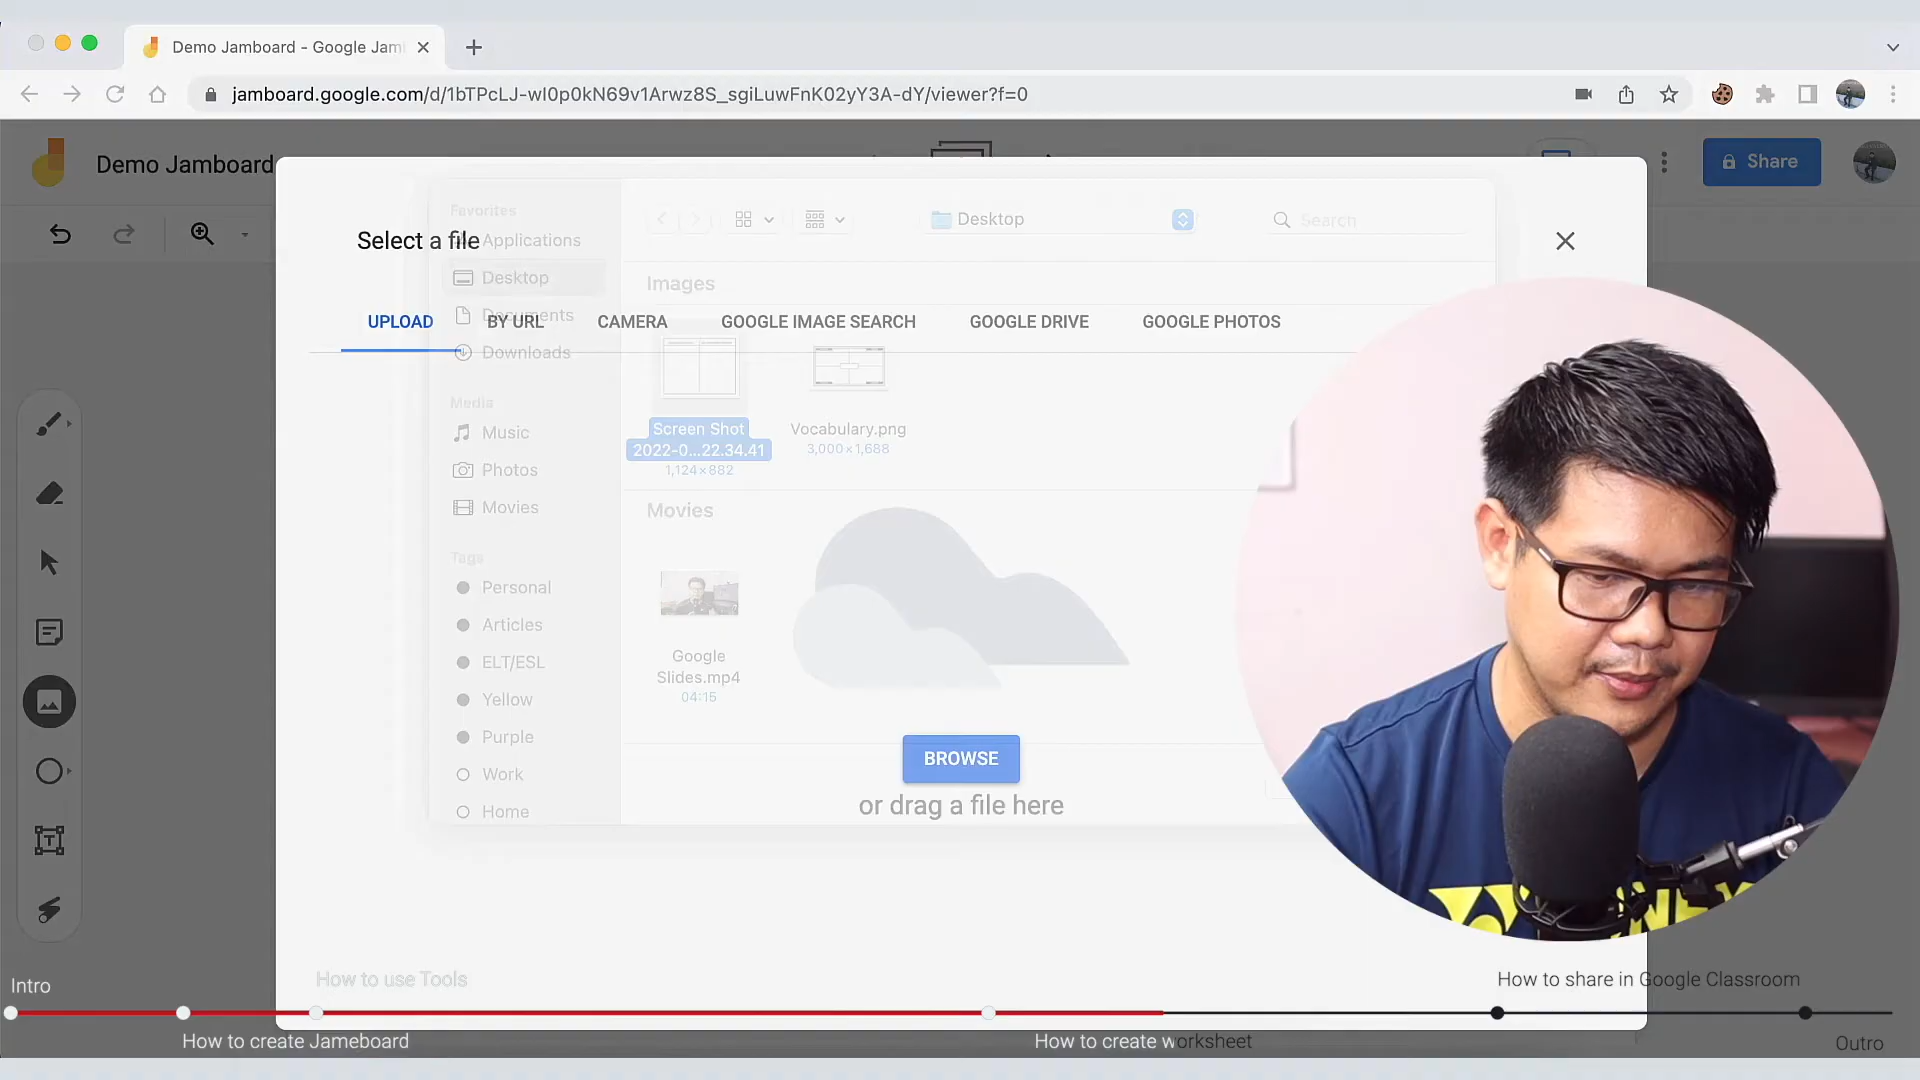 Demo Jamboard - Google Jam
jamboard.google.com/d/1bTPcLJ-wI0p0kN69v1Arwz8S_sgiLuwFnK02yY3A-dY/viewer?f=0
Demo Jamboard
Share
Select a file
UPLOAD
BY URL
CAMERA
GOOGLE IMAGE SEARCH
GOOGLE DRIVE
GOOGLE PHOTOS
Favorites
Applications
Desktop
Documents
Downloads
Media
Music
Photos
Movies
Tags
Personal
Articles
ELT/ESL
Yellow
Purple
Work
Home
Desktop
Search
Images
Screen Shot
2022-0...22.34.41
1,124×882
Vocabulary.png
3,000×1,688
Movies
Google
Slides.mp4
04:15
BROWSE
or drag a file here
Intro
How to create Jameboard
How to use Tools
How to create worksheet
How to share in Google Classroom
Outro